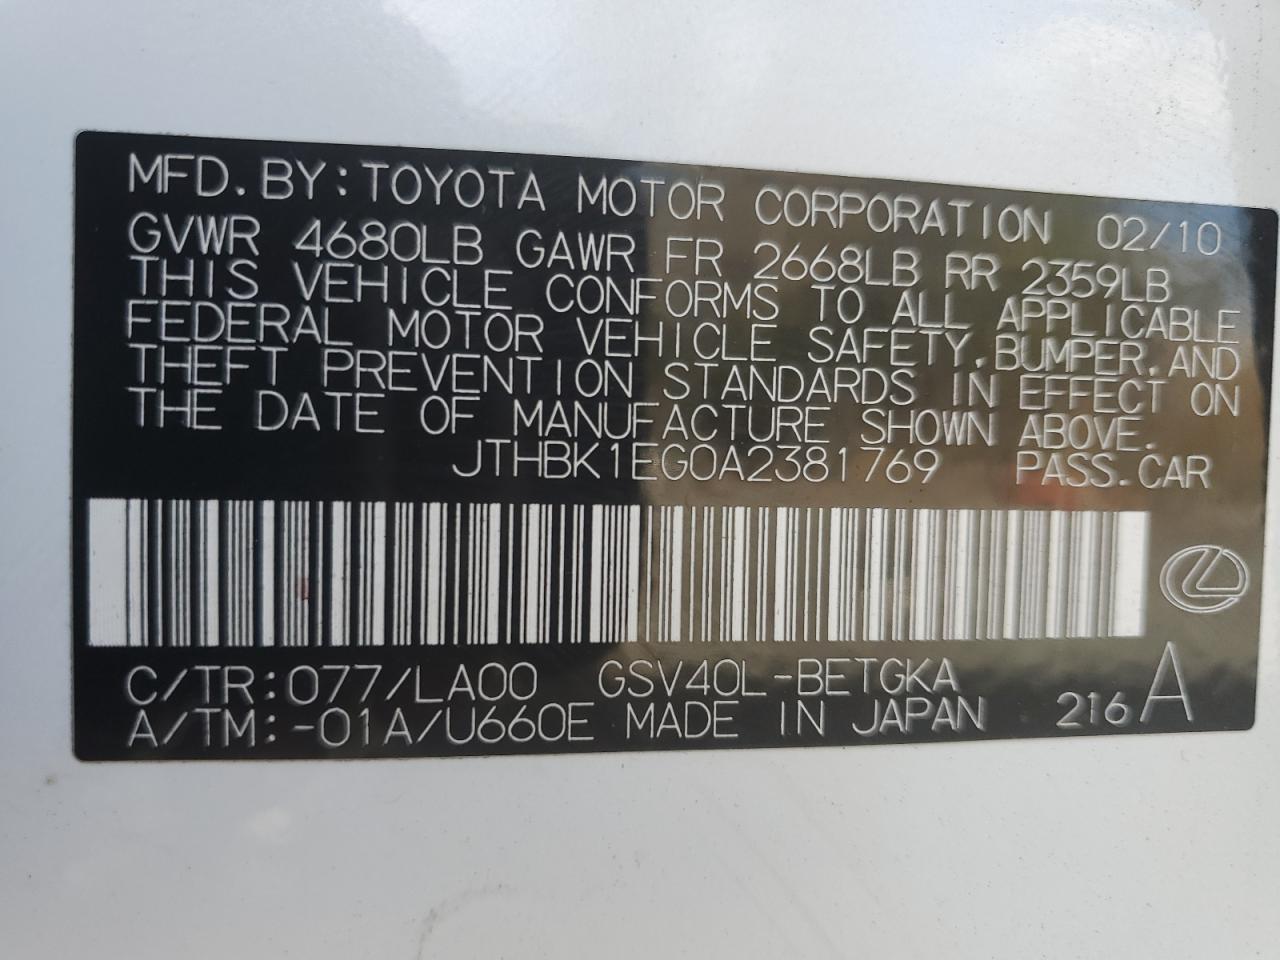 MFD.BY:TOYOTA MOTOR CORPORATION 02/10
GVWR 4680LB GAWR FR 2668LB RR 2359LB
THIS VEHICLE CONFORMS TO ALL APPLICABLE
FEDERAL MOTOR VEHICLE SAFETY,BUMPER,AND
THEFT PREVENTION STANDARDS IN EFFECT ON
THE DATE OF MANUFACTURE SHOWN ABOVE.
JTHBK1EG0A2381769 PASS.CAR
C/TR:077/LA00 GSV40L-BETGKA
A/TM:-01A/U660E MADE IN JAPAN 216 A